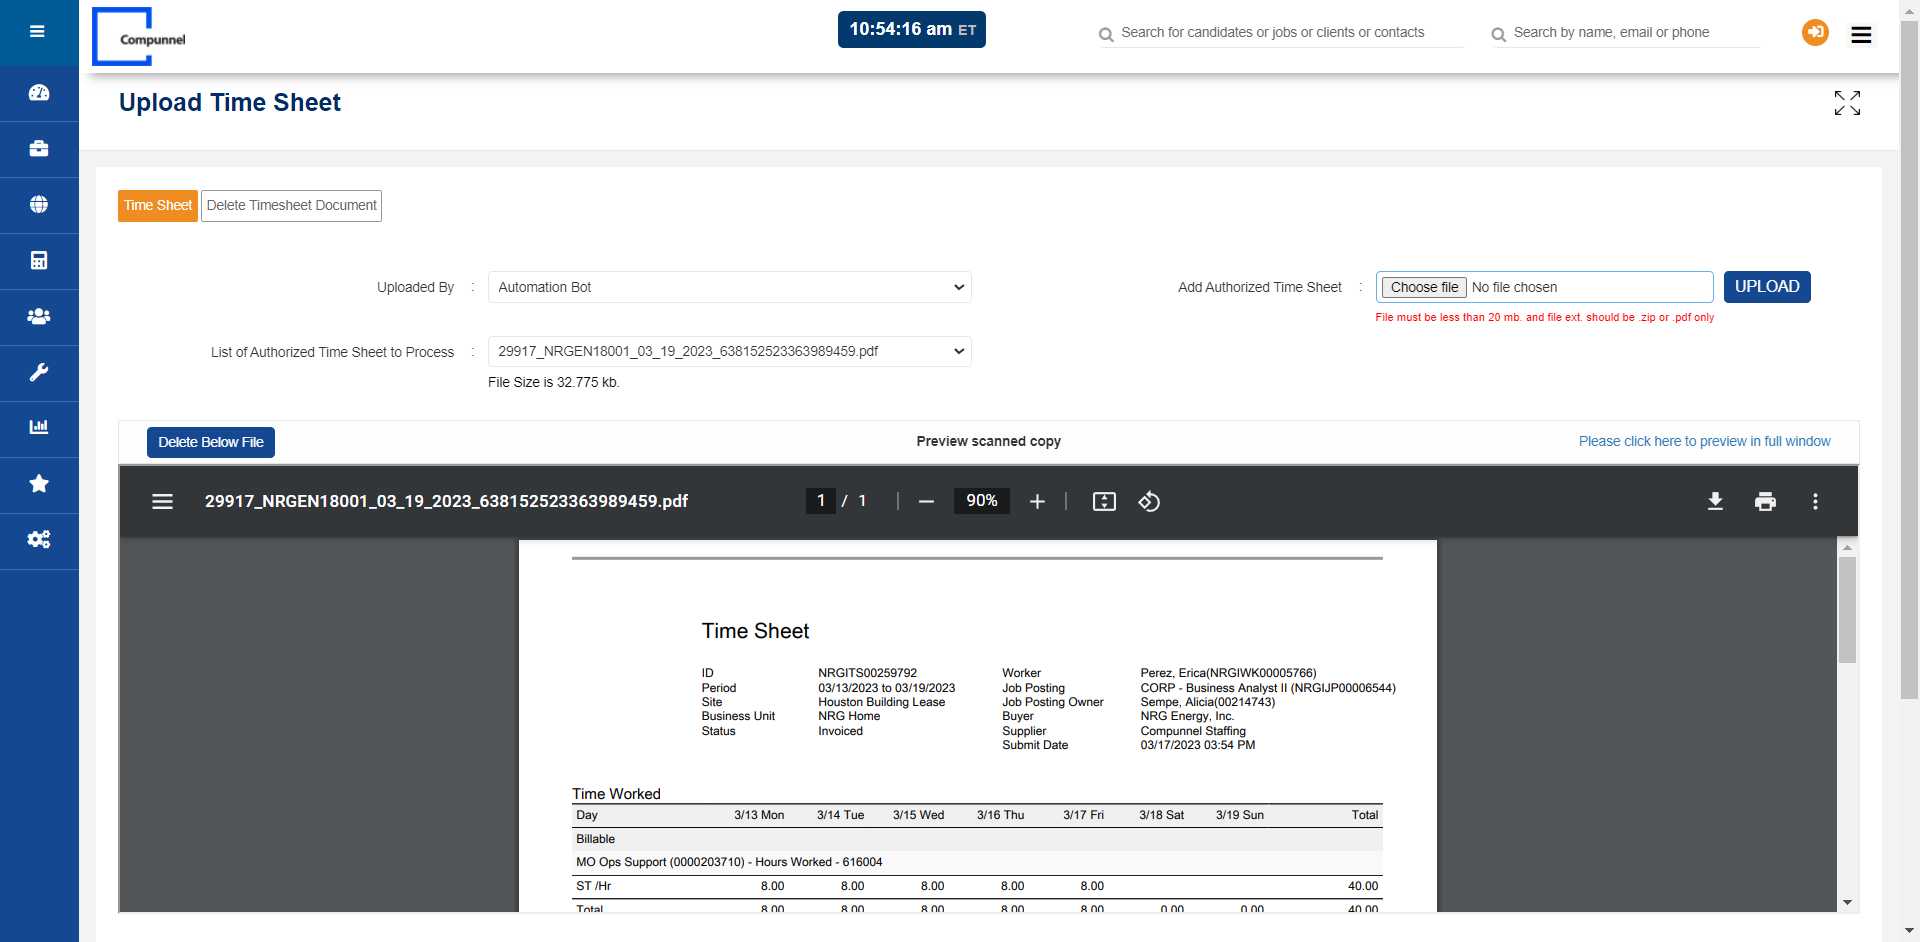 Compunnel
10:54:16 am ET
Search for candidates or jobs or clients or contacts
Search by name, email or phone
Upload Time Sheet
Time Sheet
Delete Timesheet Document
Uploaded By : Automation Bot
Add Authorized Time Sheet : Choose file No file chosen UPLOAD
File must be less than 20 mb. and file ext. should be .zip or .pdf only
List of Authorized Time Sheet to Process : 29917_NRGEN18001_03_19_2023_638152523363989459.pdf
File Size is 32.775 kb.
Delete Below File
Preview scanned copy
Please click here to preview in full window
29917_NRGEN18001_03_19_2023_638152523363989459.pdf
1 / 1
90%
Time Sheet
ID NRGITS00259792 Worker Perez, Erica(NRGIWK00005766)
Period 03/13/2023 to 03/19/2023 Job Posting CORP - Business Analyst II (NRGIJP00006544)
Site Houston Building Lease Job Posting Owner Sempe, Alicia(00214743)
Business Unit NRG Home Buyer NRG Energy, Inc.
Status Invoiced Supplier Compunnel Staffing
Submit Date 03/17/2023 03:54 PM
Time Worked
Day 3/13 Mon 3/14 Tue 3/15 Wed 3/16 Thu 3/17 Fri 3/18 Sat 3/19 Sun Total
Billable
MO Ops Support (0000203710) - Hours Worked - 616004
ST /Hr 8.00 8.00 8.00 8.00 8.00 40.00
Total 8.00 8.00 8.00 8.00 8.00 0.00 0.00 40.00